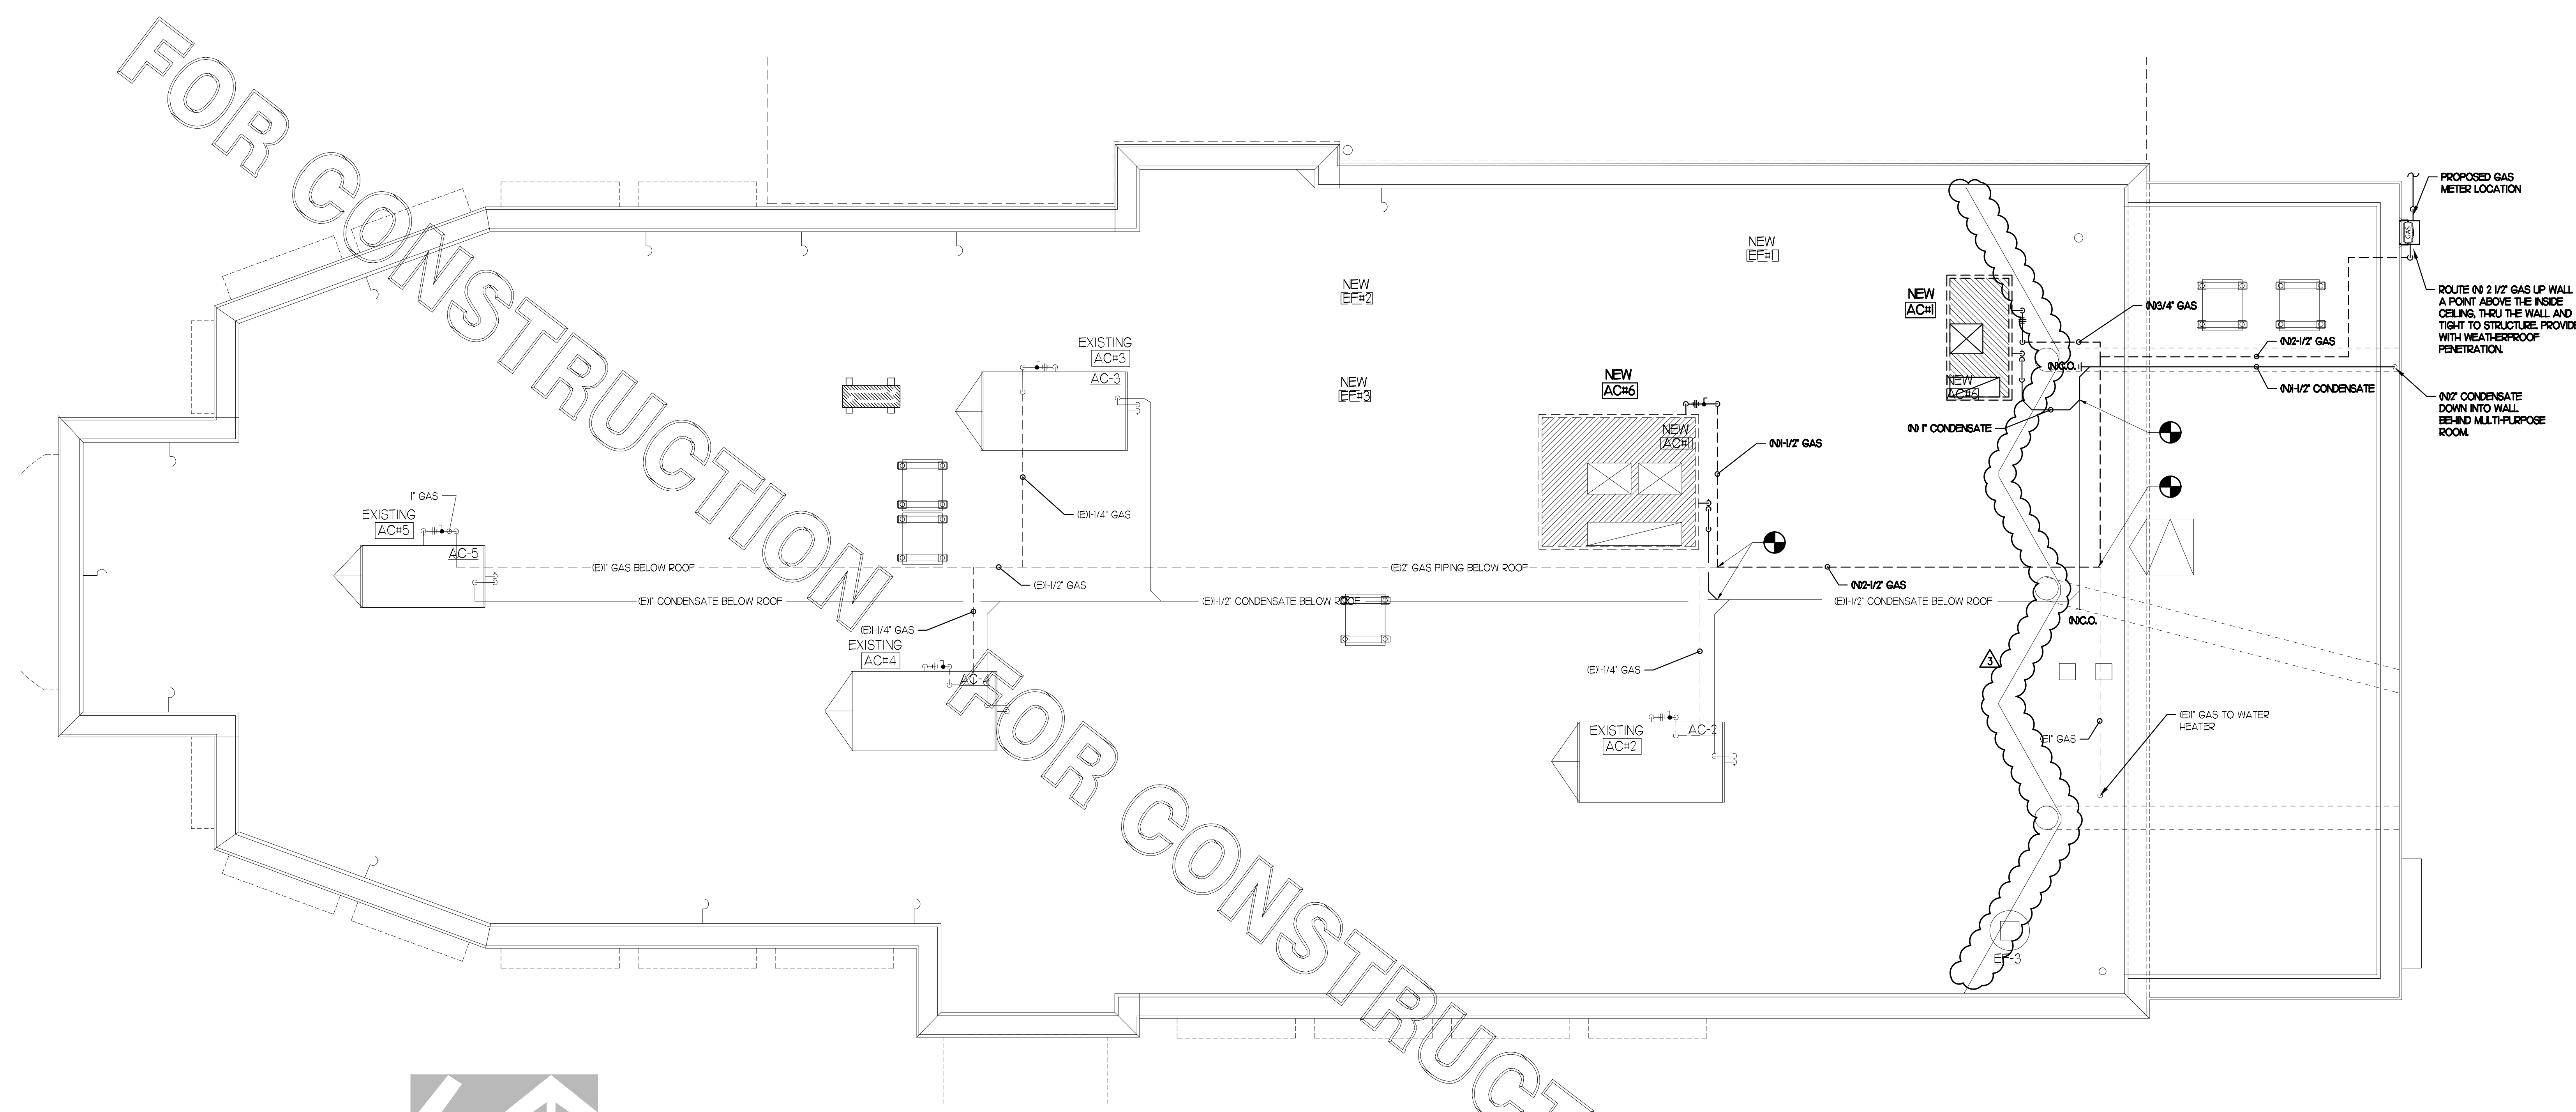 FOR CONSTRUCTION
PROPOSED GAS
METER LOCATION
GAS
NEW
EF#1
NEW
EF#2
NEW
AC#1
ROUTE (N) 2 1/2" GAS UP WALL
A POINT ABOVE THE INSIDE
CEILING, THRU THE WALL AND
TIGHT TO STRUCTURE. PROVIDE
WITH WEATHERPROOF
PENETRATION.
(N)3/4" GAS
(N)2-1/2" GAS
EXISTING
AC#3
AC-3
NEW
EF#3
NEW
AC#6
(N)C.O.
NEW
AC#6
(N)1-1/2" CONDENSATE
(N)2" CONDENSATE
DOWN INTO WALL
BEHIND MULTI-PURPOSE
ROOM.
NEW
AC#1
(N) 1" CONDENSATE
(N)1-1/2" GAS
1" GAS
EXISTING
AC#5
AC-5
(E)1-1/4" GAS
(E)1" GAS BELOW ROOF
(E)2" GAS PIPING BELOW ROOF
(E)1-1/2" GAS
(N)2-1/2" GAS
(E)1" CONDENSATE BELOW ROOF
(E)1-1/2" CONDENSATE BELOW ROOF
(E)1-1/2" CONDENSATE BELOW ROOF
(N)C.O.
(E)1-1/4" GAS
EXISTING
AC#4
AC-4
(E)1-1/4" GAS
3
EXISTING
AC#2
AC-2
(E)1" GAS TO WATER
HEATER
(E)1" GAS
EF-3
FOR CONSTRUCT